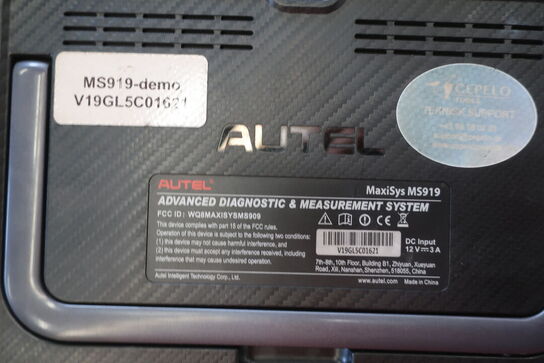 MS919-demo
V19GL5C01621
ČEPELO
TEKNISK SUPPORT
AUTEL
AUTEL
MaxiSys MS919
ADVANCED DIAGNOSTIC & MEASUREMENT SYSTEM
FCC ID: WQ8MAXISYSMS909
This device complies with part 15 of the FCC rules.
Operation of this device is subject to the following two conditions:
(1) this device may not cause harmful interference, and
(2) this device must accept any interference received, including
interference that may cause undesired operation.
Autel Intelligent Technology Corp., Ltd.
CE
V19GL5C01621
DC Input
12 V⎓3 A
7th-8th, 10th Floor, Building B1, Zhiyuan, Xueyuan
Road, Xili, Nanshan, Shenzhen, 518055, China
www.autel.com Made in China